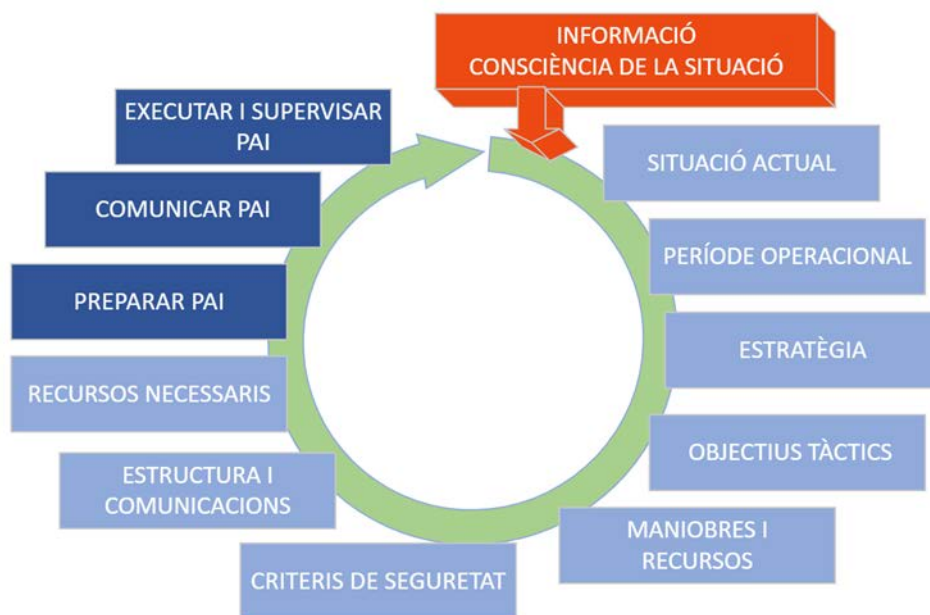 INFORMACIÓ
CONSCIÈNCIA DE LA SITUACIÓ
SITUACIÓ ACTUAL
PERÍODE OPERACIONAL
ESTRATÈGIA
OBJECTIUS TÀCTICS
MANIOBRES I
RECURSOS
CRITERIS DE SEGURETAT
ESTRUCTURA I
COMUNICACIONS
RECURSOS NECESSARIS
PREPARAR PAI
COMUNICAR PAI
EXECUTAR I SUPERVISAR
PAI